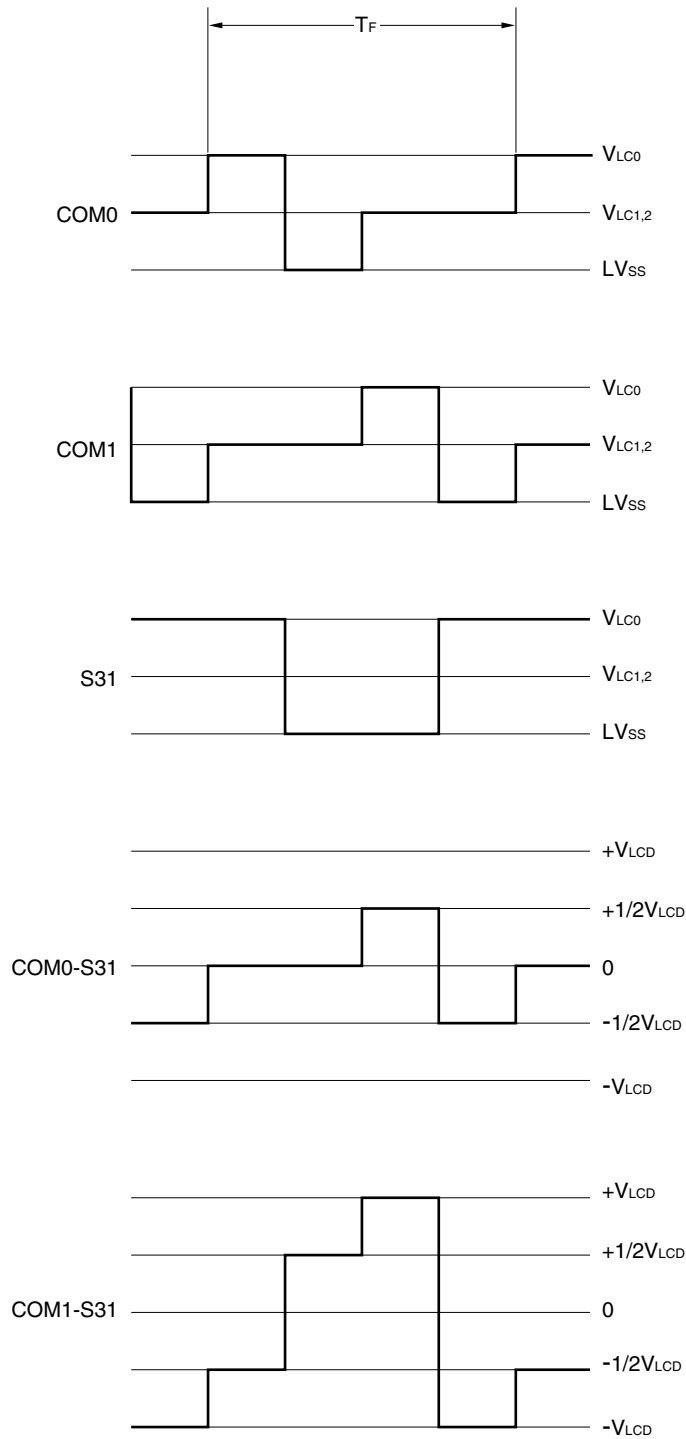 TF
VLC0
COM0
VLC1,2
LVSS
VLC0
COM1
VLC1,2
LVSS
VLC0
S31
VLC1,2
LVSS
+VLCD
+1/2VLCD
COM0-S31
0
-1/2VLCD
-VLCD
+VLCD
+1/2VLCD
COM1-S31
0
-1/2VLCD
-VLCD